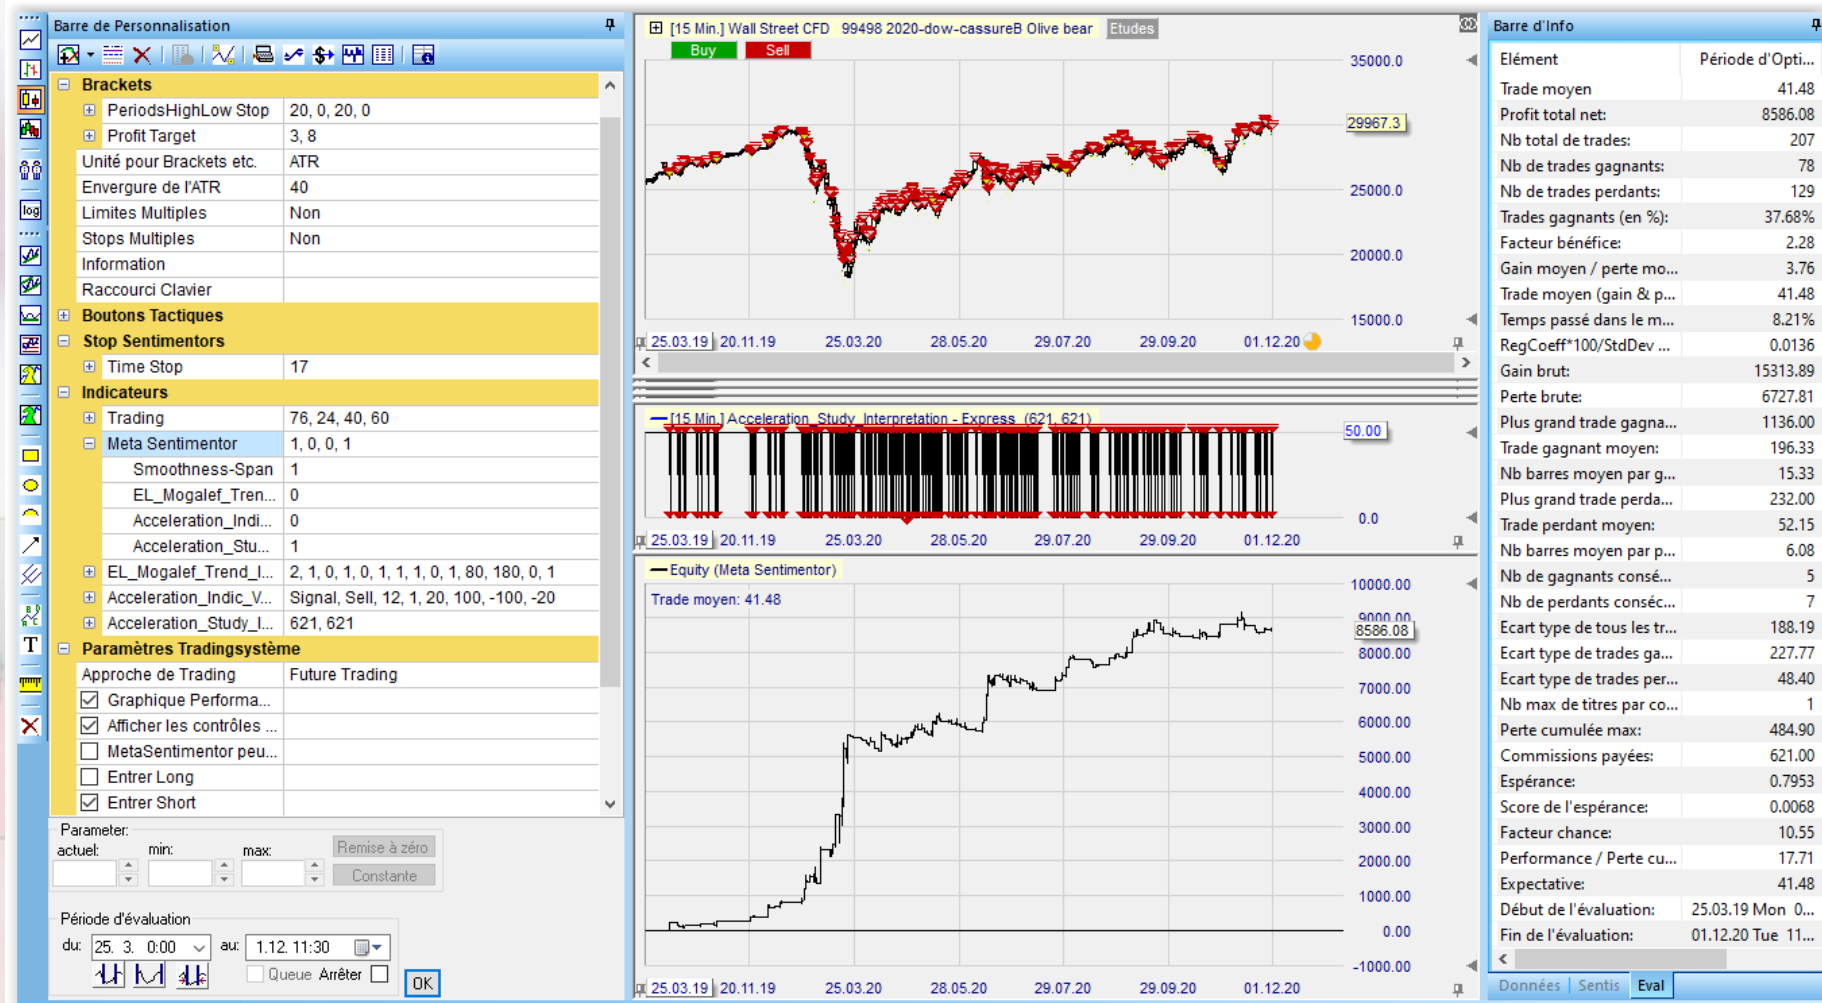 Barre de Personnalisation
Brackets
PeriodsHighLow Stop 20, 0, 20, 0
Profit Target 3, 8
Unité pour Brackets etc. ATR
Envergure de l'ATR 40
Limites Multiples Non
Stops Multiples Non
Information
Raccourci Clavier
Boutons Tactiques
Stop Sentimentors
Time Stop 17
Indicateurs
Trading 76, 24, 40, 60
Meta Sentimentor 1, 0, 0, 1
Smoothness-Span 1
EL_Mogalef_Tren... 0
Acceleration_Indi... 0
Acceleration_Stu... 1
EL_Mogalef_Trend_I... 2, 1, 0, 1, 0, 1, 1, 1, 0, 1, 80, 180, 0, 1
Acceleration_Indic_V... Signal, Sell, 12, 1, 20, 100, -100, -20
Acceleration_Study_I... 621, 621
Paramètres Tradingsystème
Approche de Trading Future Trading
Graphique Performa...
Afficher les contrôles ...
MetaSentimentor peu...
Entrer Long
Entrer Short
Parameter:
actuel: min: max: Remise à zéro
Constante
Période d'évaluation
du: 25. 3. 0:00 au: 1.12. 11:30
Queue Arrêter OK
log
T
[15 Min.] Wall Street CFD 99498 2020-dow-cassureB Olive bear Etudes
Buy Sell
35000.0
29967.3
25000.0
20000.0
15000.0
25.03.19 20.11.19 25.03.20 28.05.20 29.07.20 29.09.20 01.12.20
[15 Min.] Acceleration_Study_Interpretation - Express (621, 621)
50.00
0.0
25.03.19 20.11.19 25.03.20 28.05.20 29.07.20 29.09.20 01.12.20
Equity (Meta Sentimentor)
Trade moyen: 41.48
10000.00
9000.00
8586.08
8000.00
7000.00
6000.00
5000.00
4000.00
3000.00
2000.00
1000.00
0.00
-1000.00
25.03.19 20.11.19 25.03.20 28.05.20 29.07.20 29.09.20 01.12.20
Barre d'Info
Elément Période d'Opti...
Trade moyen 41.48
Profit total net: 8586.08
Nb total de trades: 207
Nb de trades gagnants: 78
Nb de trades perdants: 129
Trades gagnants (en %): 37.68%
Facteur bénéfice: 2.28
Gain moyen / perte mo... 3.76
Trade moyen (gain & p... 41.48
Temps passé dans le m... 8.21%
RegCoeff*100/StdDev ... 0.0136
Gain brut: 15313.89
Perte brute: 6727.81
Plus grand trade gagna... 1136.00
Trade gagnant moyen: 196.33
Nb barres moyen par g... 15.33
Plus grand trade perda... 232.00
Trade perdant moyen: 52.15
Nb barres moyen par p... 6.08
Nb de gagnants consé... 5
Nb de perdants conséc... 7
Ecart type de tous les tr... 188.19
Ecart type de trades ga... 227.77
Ecart type de trades per... 48.40
Nb max de titres par co... 1
Perte cumulée max: 484.90
Commissions payées: 621.00
Espérance: 0.7953
Score de l'espérance: 0.0068
Facteur chance: 10.55
Performance / Perte cu... 17.71
Expectative: 41.48
Début de l'évaluation: 25.03.19 Mon 0...
Fin de l'évaluation: 01.12.20 Tue 11...
Données Sentis Eval